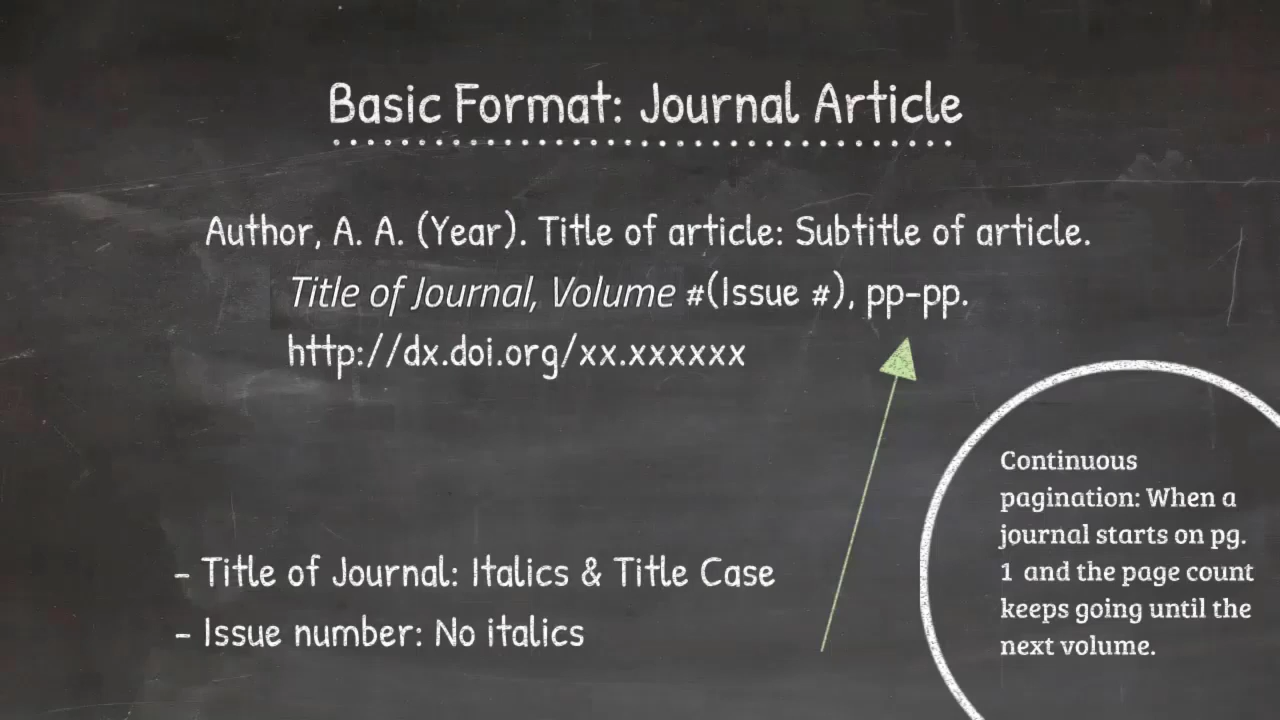 Basic Format: Journal Article
Author, A. A. (Year). Title of article: Subtitle of article.
Title of Journal, Volume #(Issue #), pp-pp.
http://dx.doi.org/xx.xxxxxx
- Title of Journal: Italics & Title Case
- Issue number: No italics
Continuous
pagination: When a
journal starts on pg.
1 and the page count
keeps going until the
next volume.